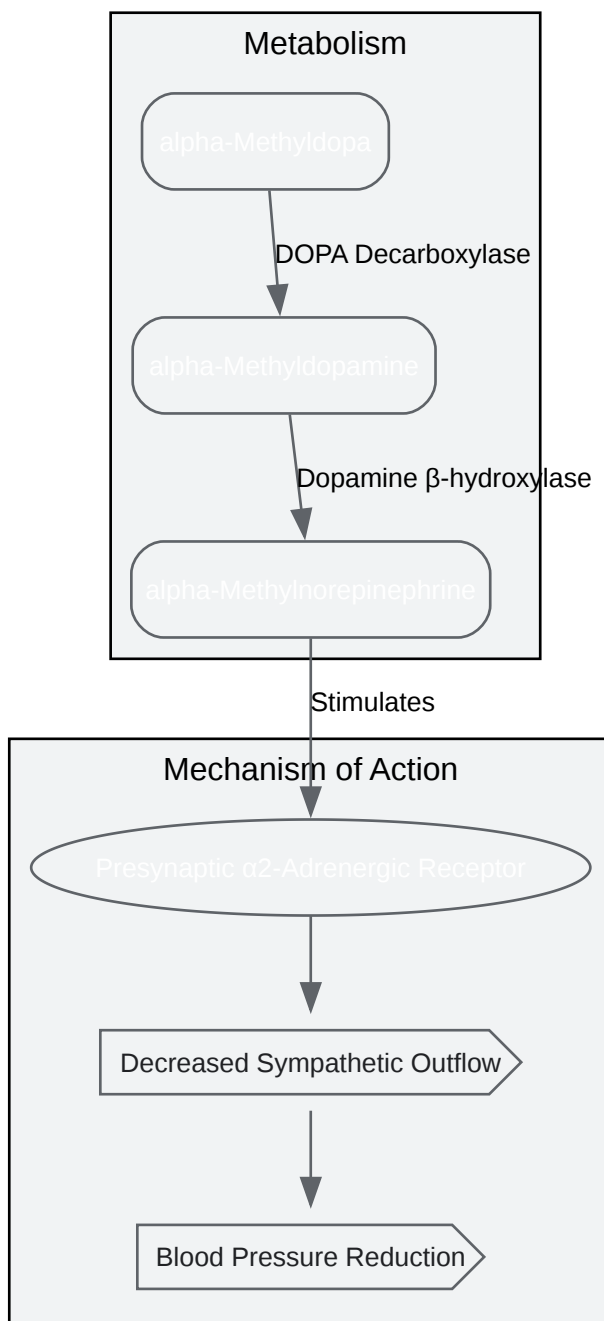 Metabolism
alpha-Methyldopa
DOPA Decarboxylase
alpha-Methyldopamine
Dopamine β-hydroxylase
alpha-Methylnorepinephrine
Stimulates
Mechanism of Action
Presynaptic α2-Adrenergic Receptor
Decreased Sympathetic Outflow
Blood Pressure Reduction